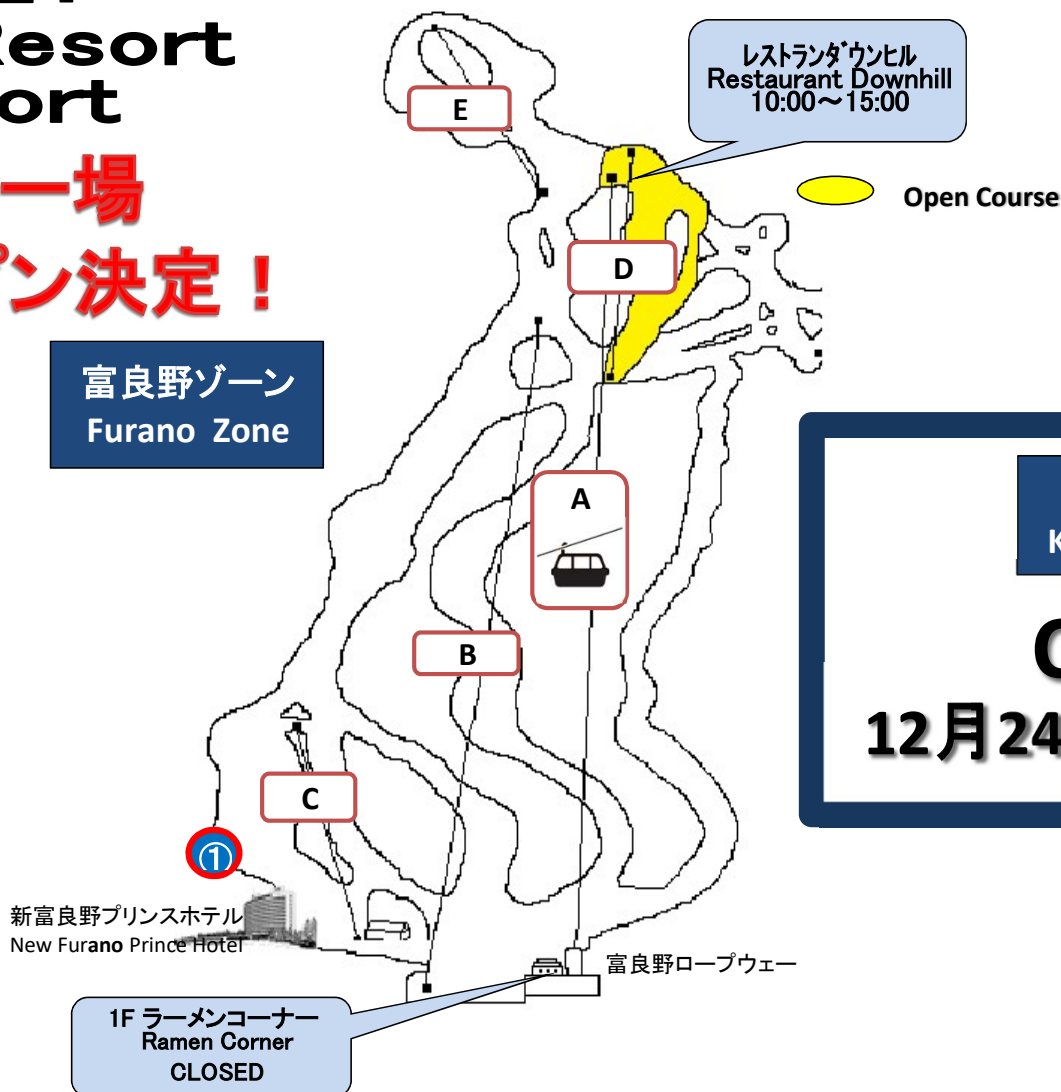 Resort
ort
ー場
プン決定！
レストランダウンヒル
Restaurant Downhill
10:00～15:00
Open Course
E
D
富良野ゾーン
Furano Zone
A
B
C
K
12月24
①
新富良野プリンスホテル
New Furano Prince Hotel
富良野ロープウェー
1F ラーメンコーナー
Ramen Corner
CLOSED